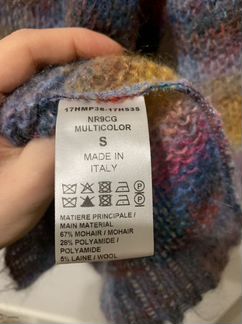 17HMP36-17H535
NR9CG
MULTICOLOR
S
MADE IN
ITALY
MATIERE PRINCIPALE /
MAIN MATERIAL
67% MOHAIR / MOHAIR
28% POLYAMIDE /
POLYAMIDE
5% LAINE / WOOL